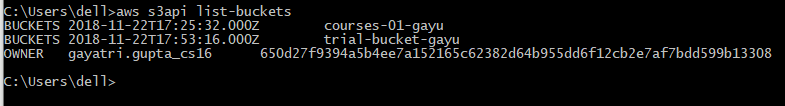 C:\Users\dell>aws s3api list-buckets
BUCKETS 2018-11-22T17:25:32.000Z        courses-01-gayu
BUCKETS 2018-11-22T17:53:16.000Z        trial-bucket-gayu
OWNER   gayatri.gupta_cs16      650d27f9394a5b4ee7a152165c62382d64b955dd6f12cb2e7af7bdd599b13308
C:\Users\dell>